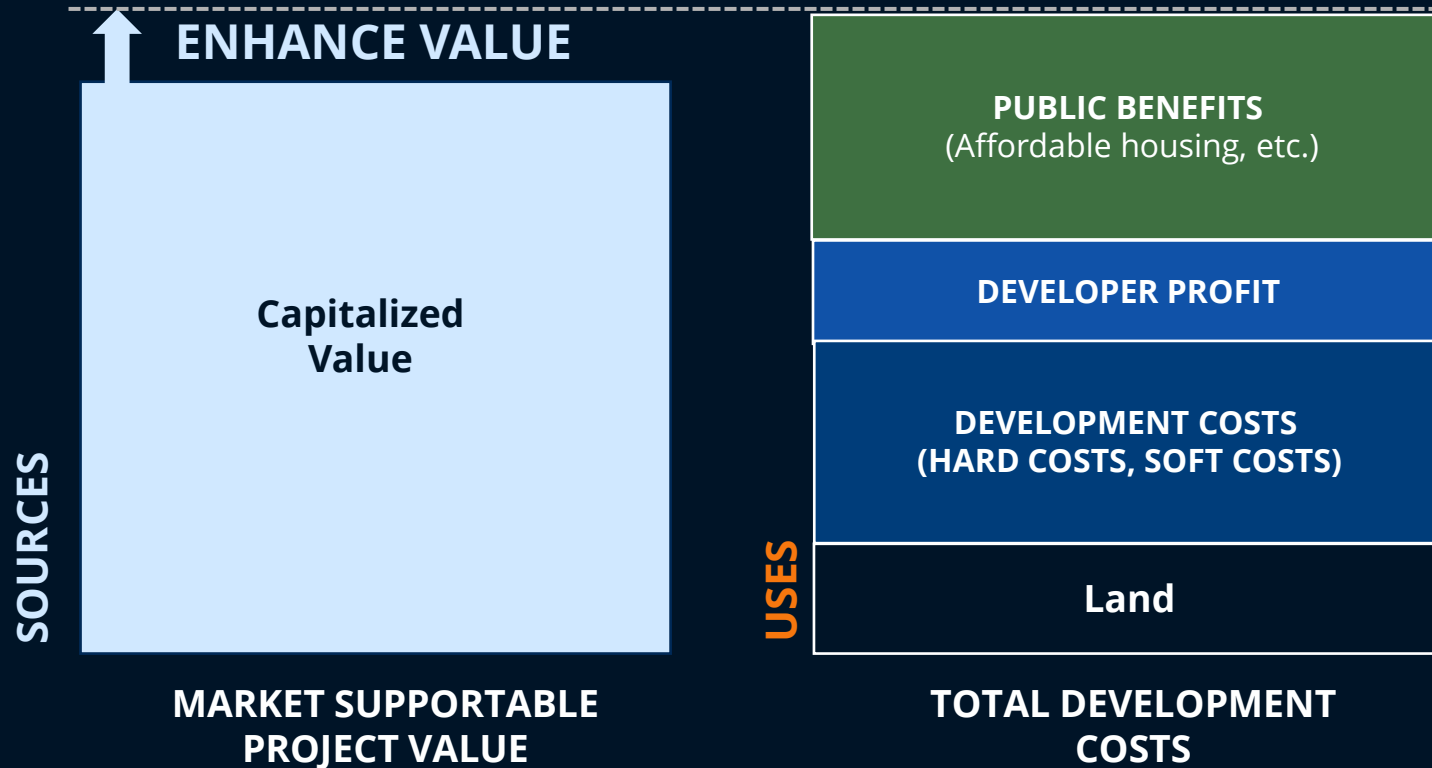 ENHANCE VALUE
Capitalized
Value
SOURCES
MARKET SUPPORTABLE
PROJECT VALUE
PUBLIC BENEFITS
(Affordable housing, etc.)
DEVELOPER PROFIT
DEVELOPMENT COSTS
(HARD COSTS, SOFT COSTS)
Land
USES
TOTAL DEVELOPMENT
COSTS